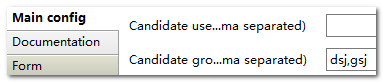 Main config
Candidate use...ma separated)
Documentation
Candidate gro...ma separated) dsj,gsj
Form